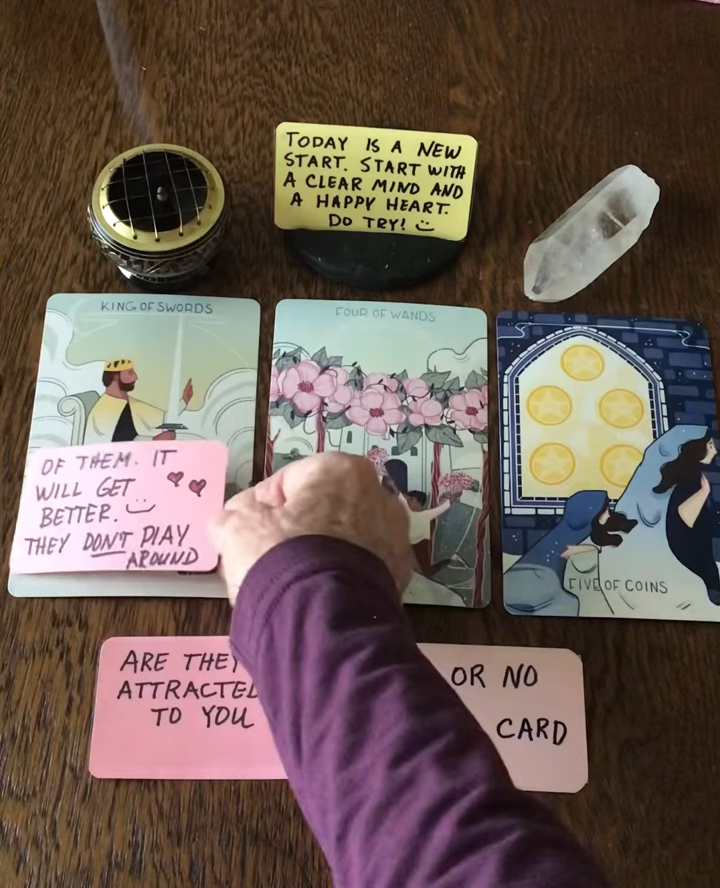 TODAY IS A NEW
START. START WITH
A CLEAR MIND AND
A HAPPY HEART.
DO TRY!
KING OF SWORDS
FOUR OF WANDS
OF THEM. IT
WILL GET
BETTER.
THEY DON'T PLAY
AROUND
FIVE OF COINS
ARE THEY
ATTRACTED
TO YOU
OR NO
CARD